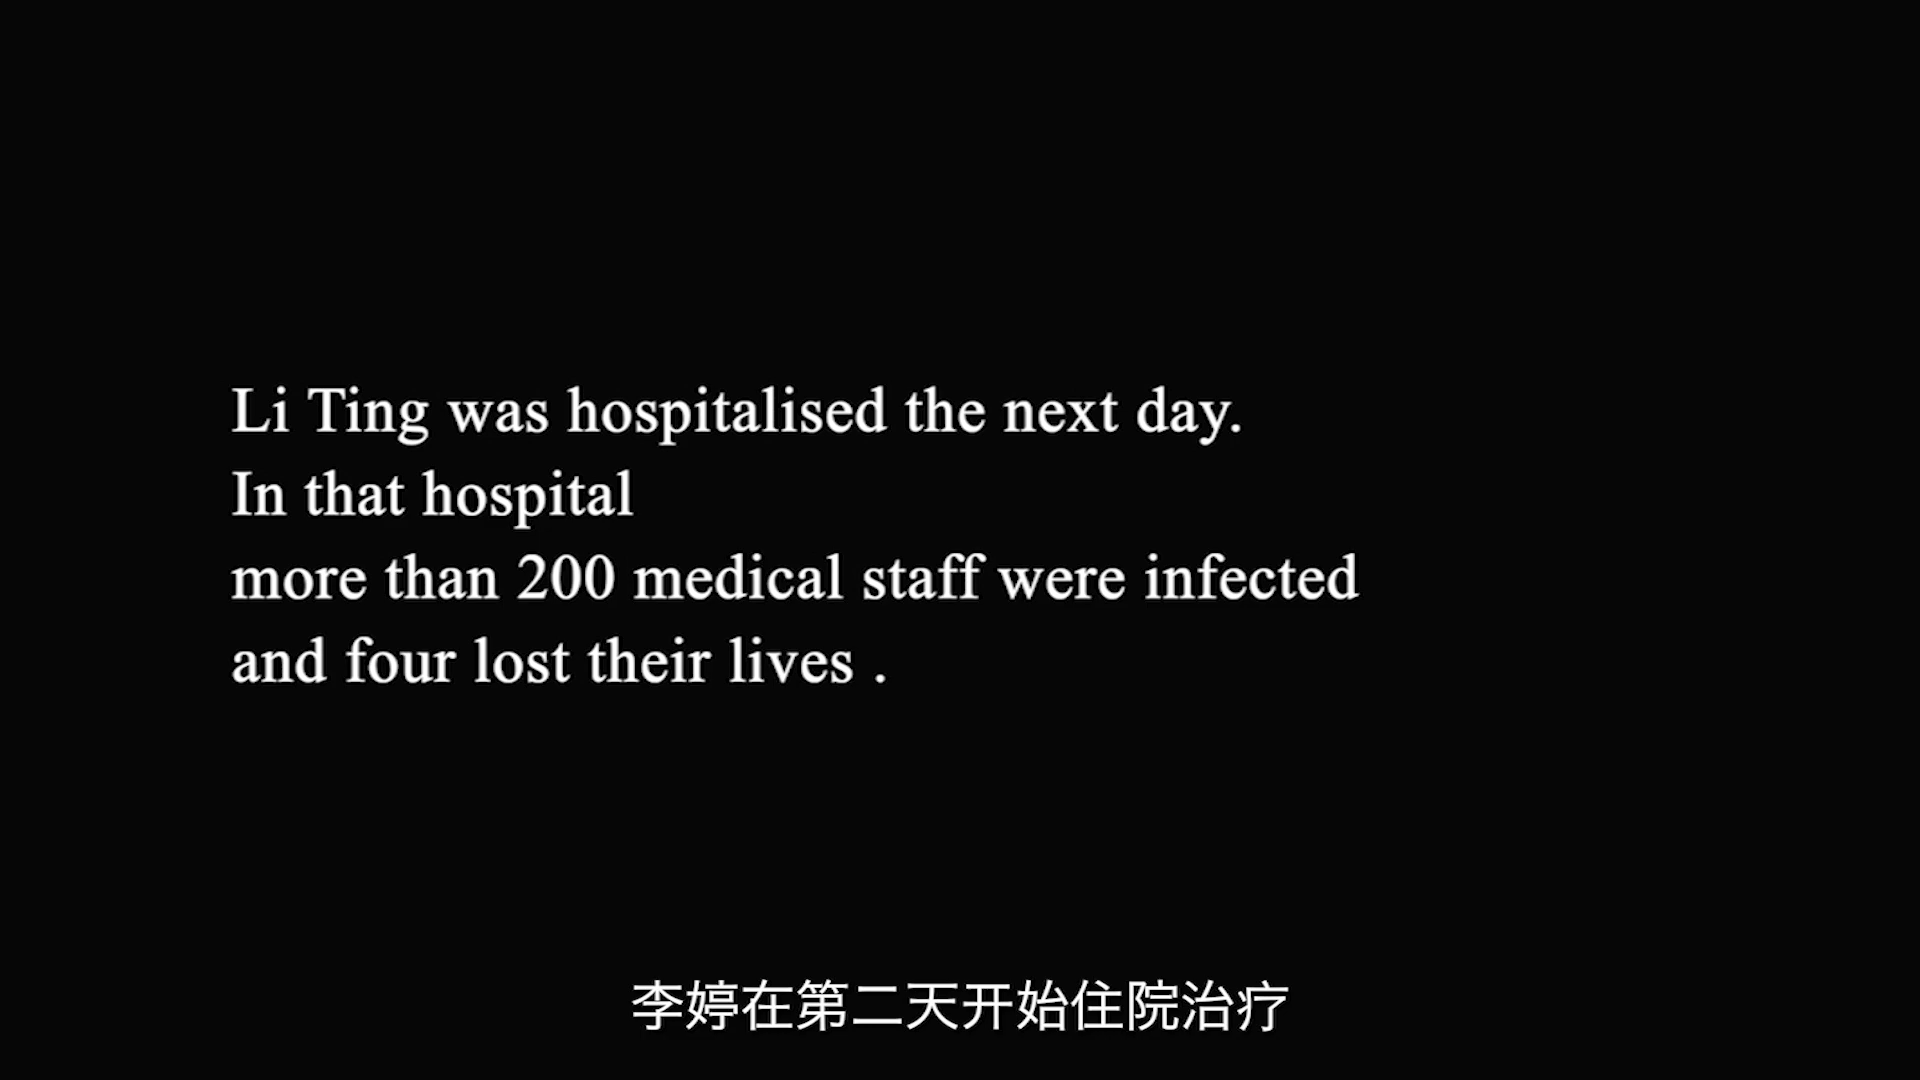 Li Ting was hospitalised the next day.
In that hospital
more than 200 medical staff were infected
and four lost their lives .
李婷在第二天开始住院治疗